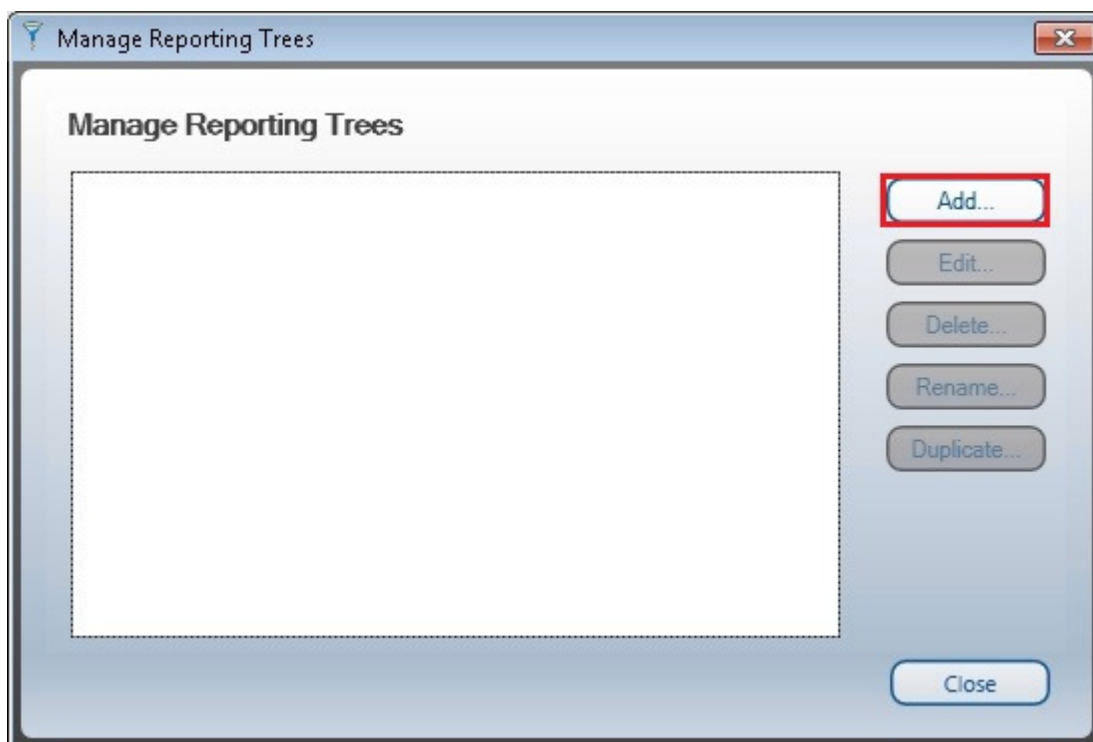 Manage Reporting Trees
Manage Reporting Trees
Add...
Edit...
Delete...
Rename...
Duplicate...
Close